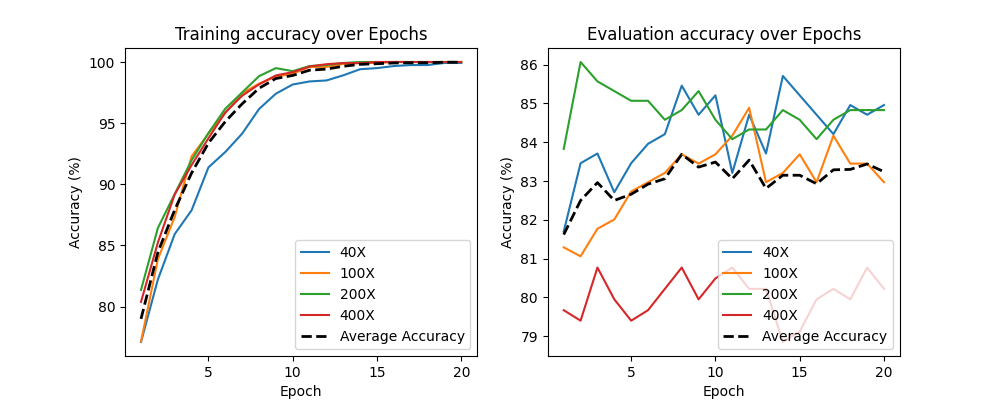 Training accuracy over Epochs
Accuracy (%)
100
95
90
85
80
5
10
15
20
Epoch
40X
100X
200X
400X
Average Accuracy
Evaluation accuracy over Epochs
Accuracy (%)
86
85
84
83
82
81
80
79
5
10
15
20
Epoch
40X
100X
200X
400X
Average Accuracy